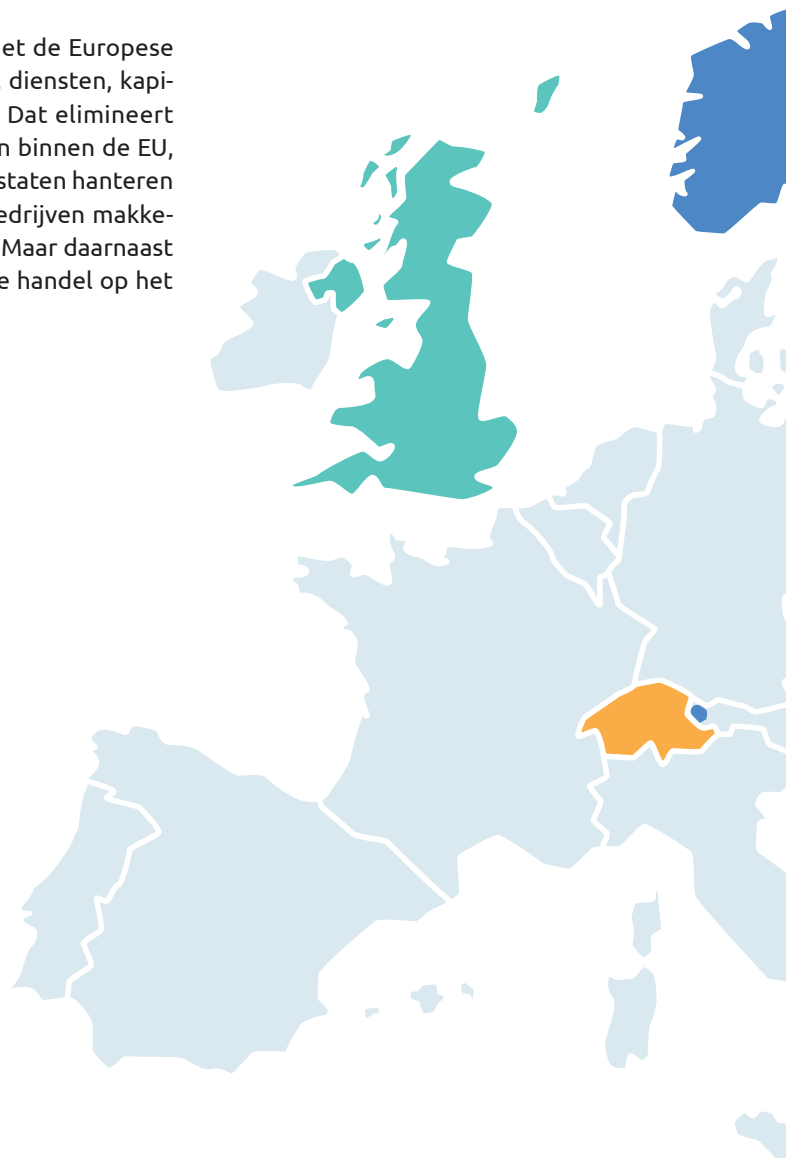 et de Europese
diensten, kapi-
Dat elimineert
n binnen de EU,
staten hanteren
edrijven makke-
Maar daarnaast
e handel op het